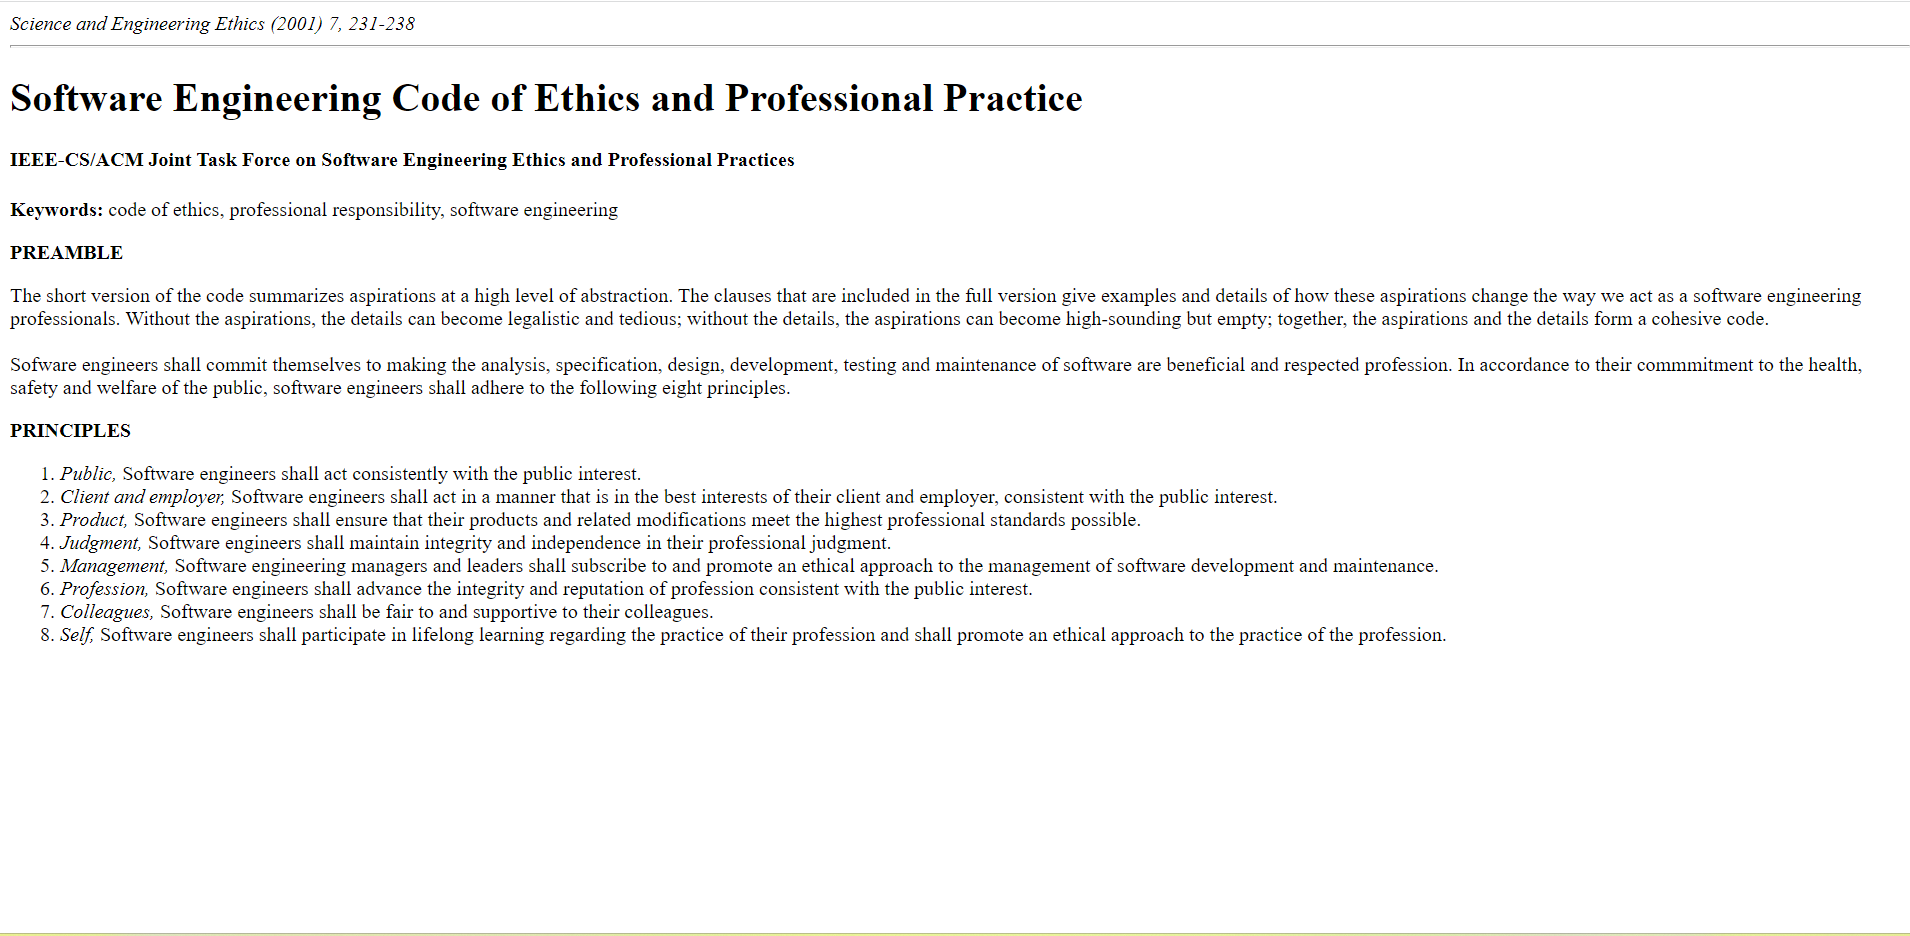 Science and Engineering Ethics (2001) 7, 231-238
Software Engineering Code of Ethics and Professional Practice
IEEE-CS/ACM Joint Task Force on Software Engineering Ethics and Professional Practices
Keywords: code of ethics, professional responsibility, software engineering
PREAMBLE
The short version of the code summarizes aspirations at a high level of abstraction. The clauses that are included in the full version give examples and details of how these aspirations change the way we act as a software engineering
professionals. Without the aspirations, the details can become legalistic and tedious; without the details, the aspirations can become high-sounding but empty; together, the aspirations and the details form a cohesive code.
Sofware engineers shall commit themselves to making the analysis, specification, design, development, testing and maintenance of software are beneficial and respected profession. In accordance to their commmitment to the health,
safety and welfare of the public, software engineers shall adhere to the following eight principles.
PRINCIPLES
1. Public, Software engineers shall act consistently with the public interest.
2. Client and employer, Software engineers shall act in a manner that is in the best interests of their client and employer, consistent with the public interest.
3. Product, Software engineers shall ensure that their products and related modifications meet the highest professional standards possible.
4. Judgment, Software engineers shall maintain integrity and independence in their professional judgment.
5. Management, Software engineering managers and leaders shall subscribe to and promote an ethical approach to the management of software development and maintenance.
6. Profession, Software engineers shall advance the integrity and reputation of profession consistent with the public interest.
7. Colleagues, Software engineers shall be fair to and supportive to their colleagues.
8. Self, Software engineers shall participate in lifelong learning regarding the practice of their profession and shall promote an ethical approach to the practice of the profession.